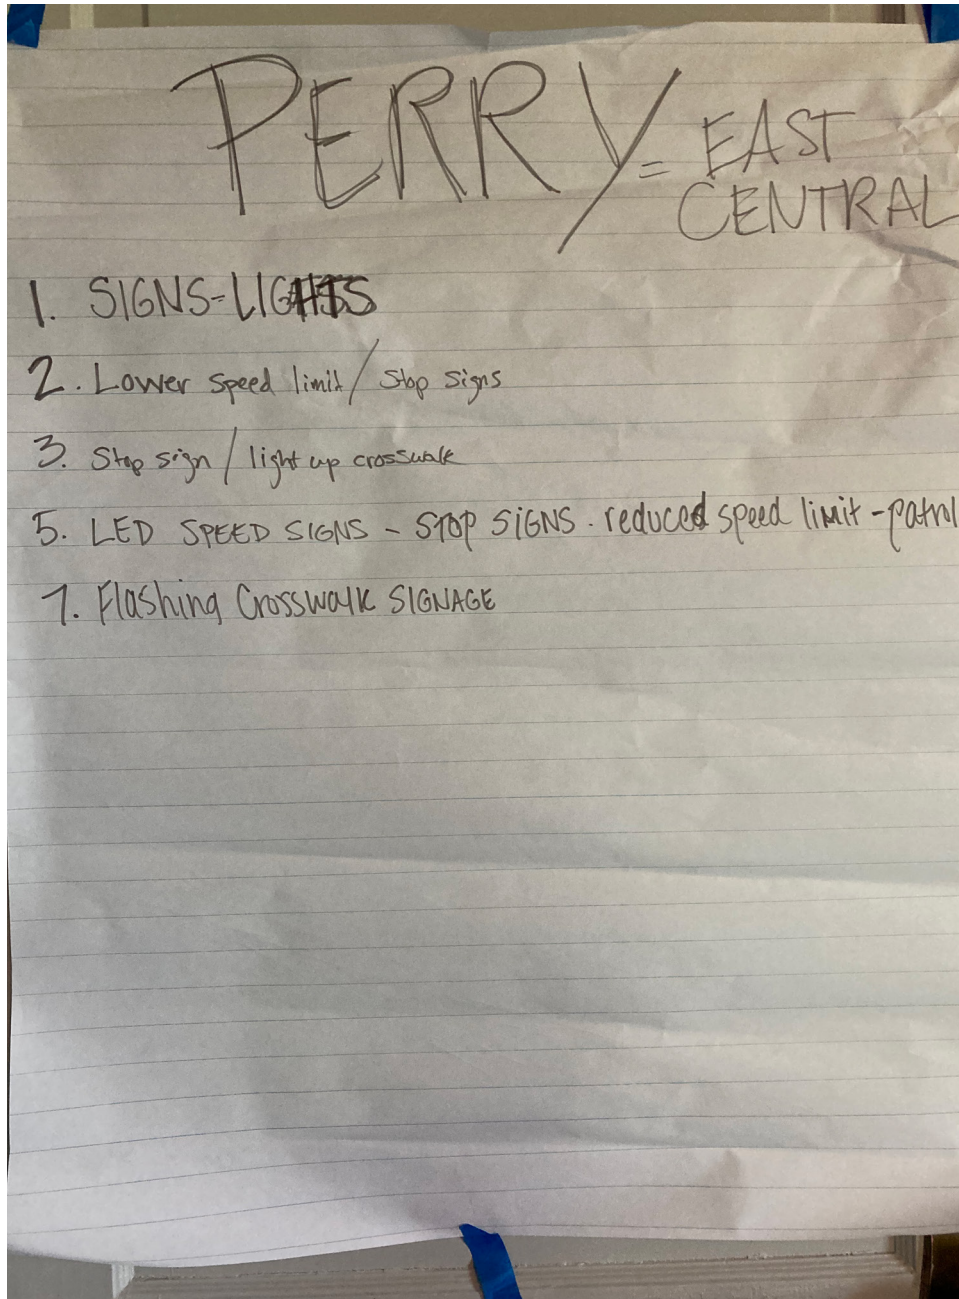 PERRY = EAST
CENTRAL
1. SIGNS-LIGHTS
2. Lower speed limit / stop signs
3. Stop sign / light up crosswalk
5. LED SPEED SIGNS - STOP SIGNS. reduced speed limit - patrol
7. Flashing Crosswalk SIGNAGE